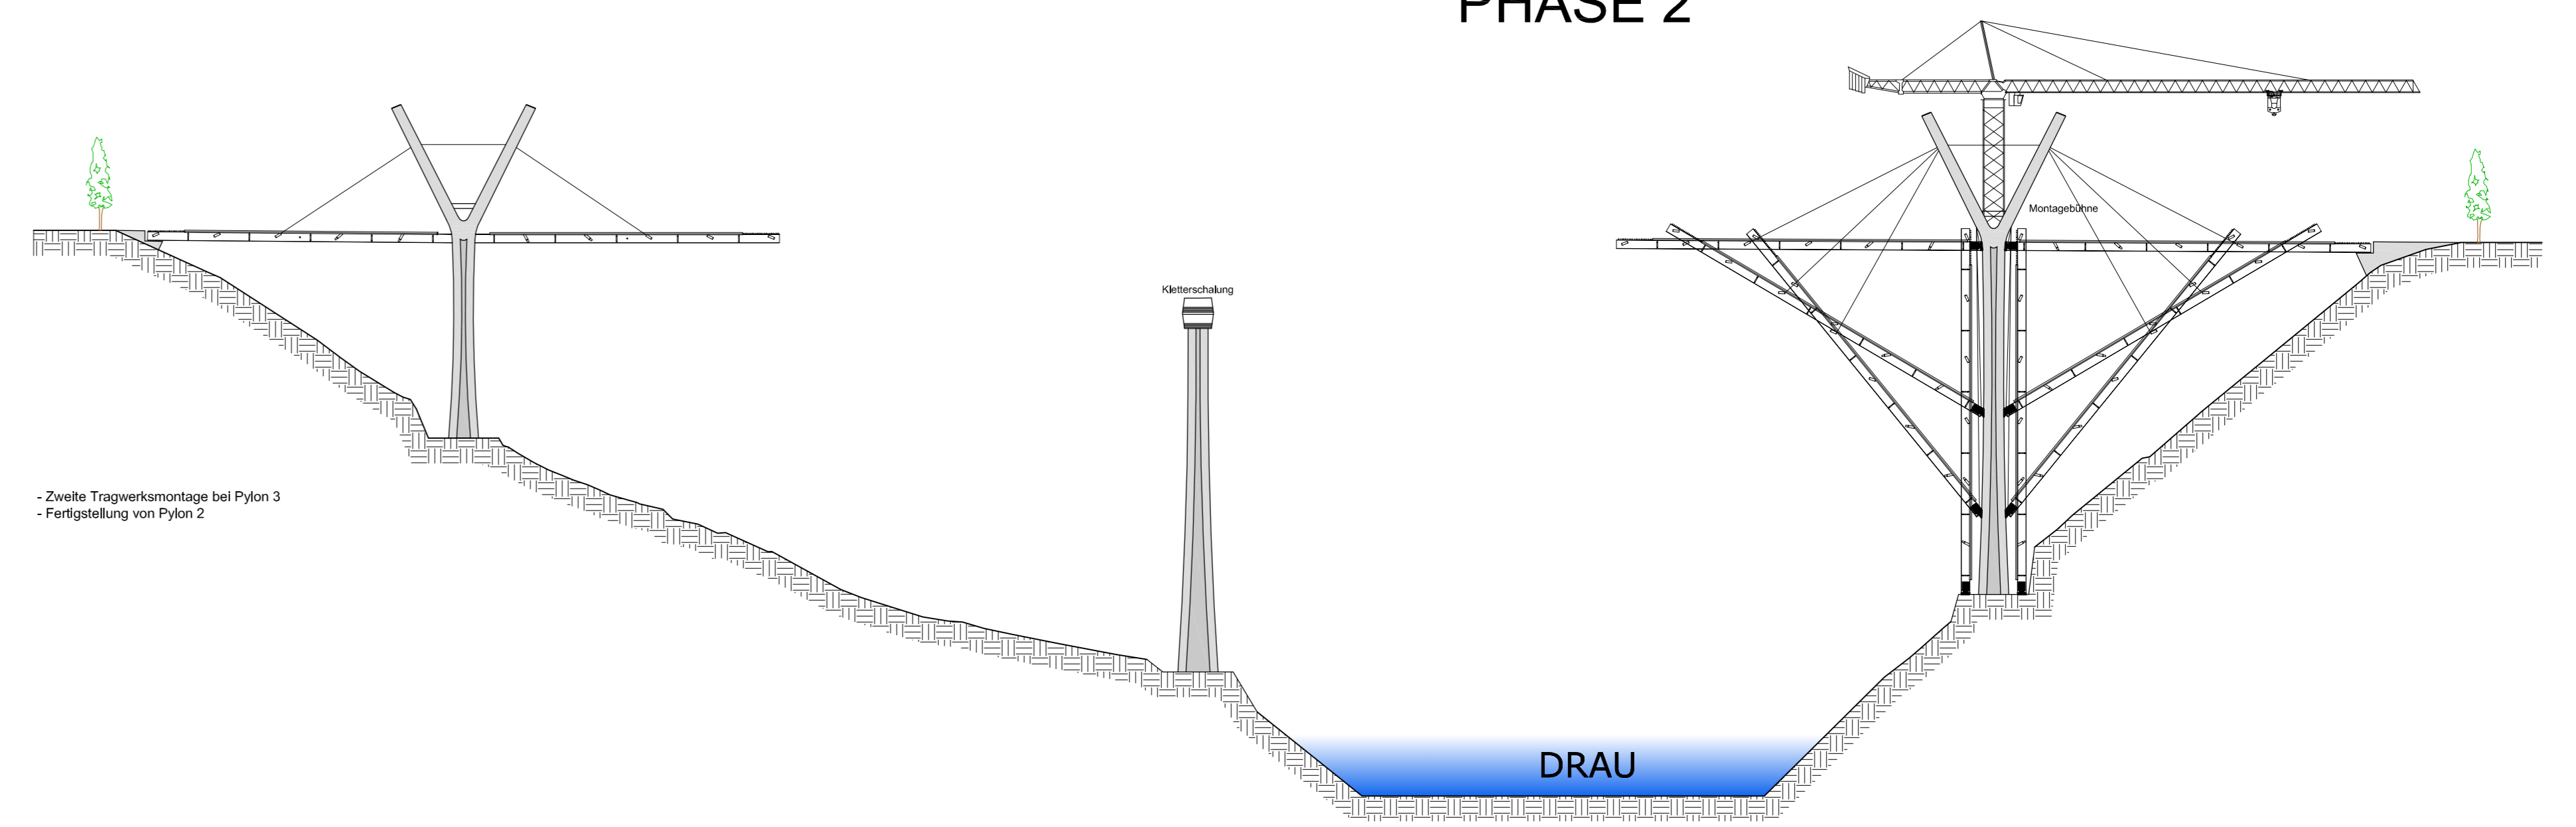 PHASE 2
Montagebühne
Kletterschalung
- Zweite Tragwerksmontage bei Pylon 3
- Fertigstellung von Pylon 2
DRAU